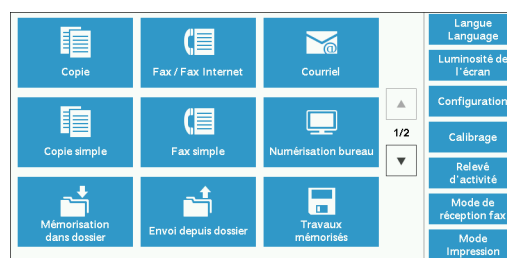 Copie
Fax / Fax Internet
Courriel
Copie simple
Fax simple
Numérisation bureau
Mémorisation
dans dossier
Envoi depuis dossier
Travaux
mémorisés
1/2
Langue
Language
Luminosité de
l'écran
Configuration
Calibrage
Relevé
d'activité
Mode de
réception fax
Mode
Impression